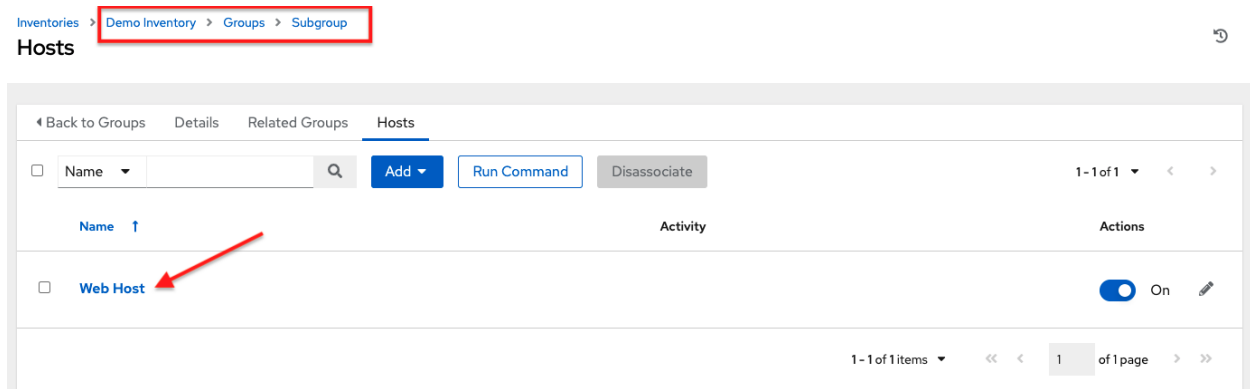 Inventories > Demo Inventory > Groups > Subgroup
Hosts
Back to Groups Details Related Groups Hosts
Name Add Run Command Disassociate 1 - 1 of 1
Name Activity Actions
Web Host On
1 - 1 of 1 items 1 of 1 page